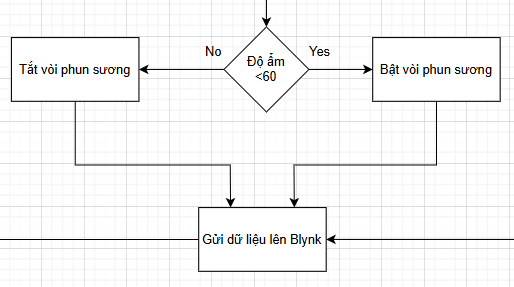 No
Yes
Độ ẩm
<60
Tắt vòi phun sương
Bật vòi phun sương
Gửi dữ liệu lên Blynk